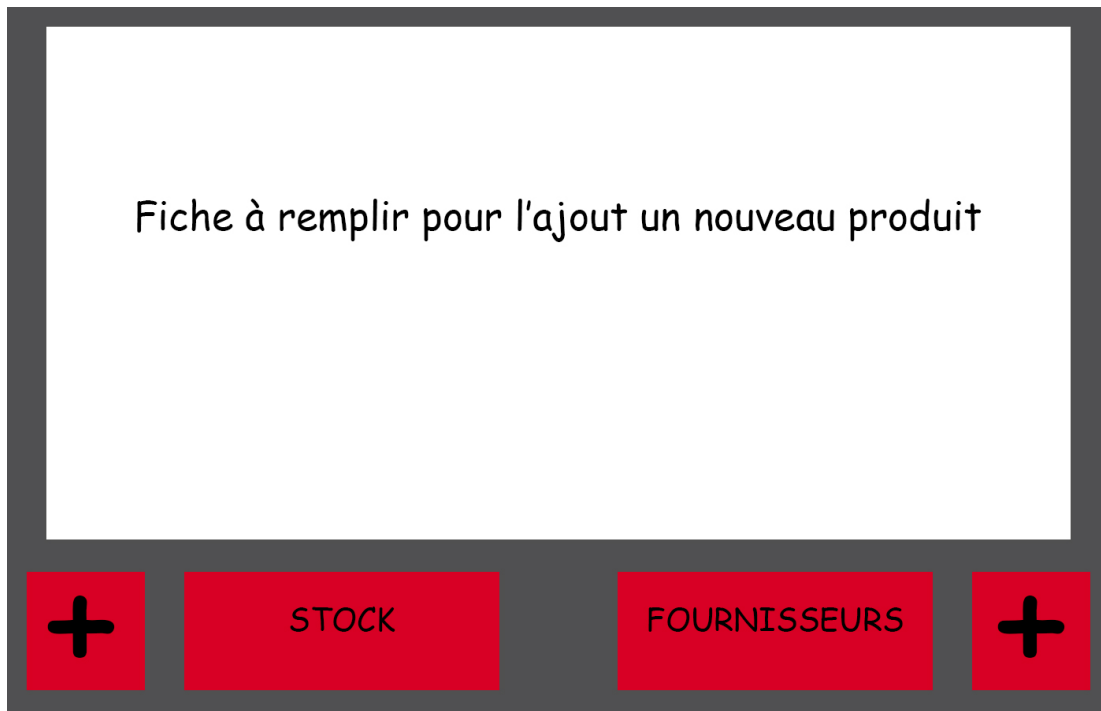 Fiche à remplir pour l'ajout un nouveau produit
+
STOCK
FOURNISSEURS
+